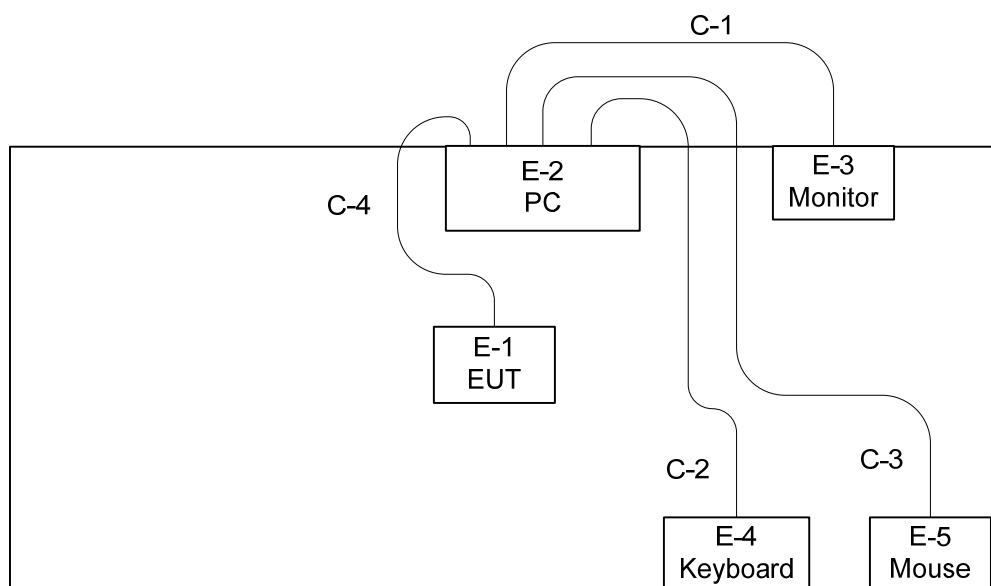 C-1
E-2
PC
E-3
Monitor
C-4
E-1
EUT
C-2
C-3
E-4
Keyboard
E-5
Mouse